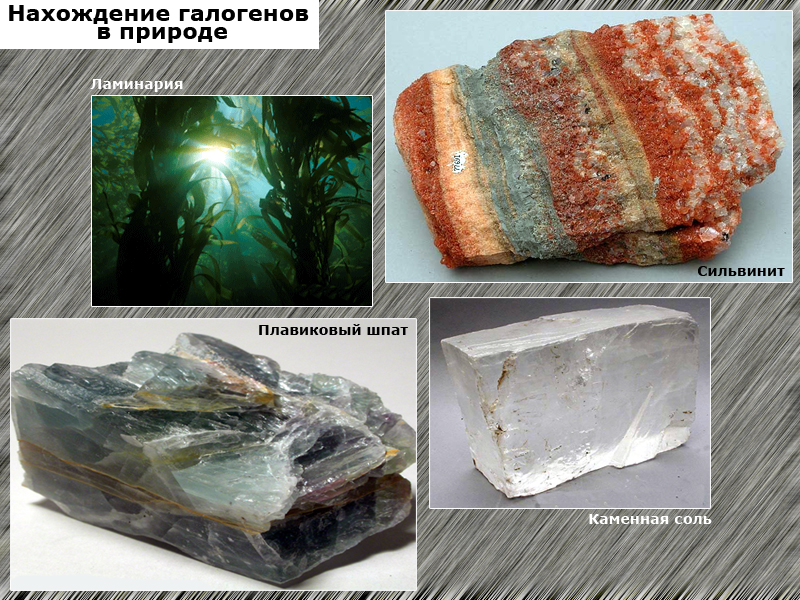 Нахождение галогенов
в природе
Ламинария
Сильвинит
Плавиковый шпат
Каменная соль